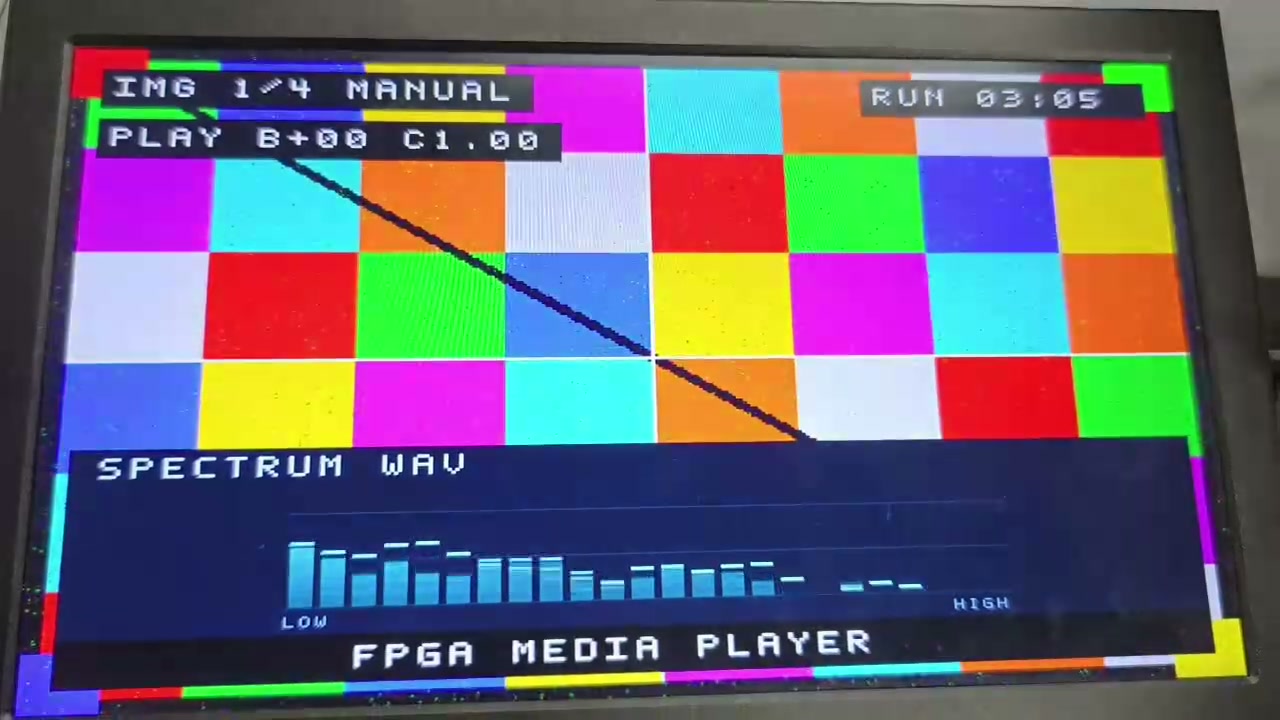 IMG 1/4 MANUAL
RUN 03:05
PLAY B+00 C1.00
SPECTRUM WAV
LOW
HIGH
FPGA MEDIA PLAYER